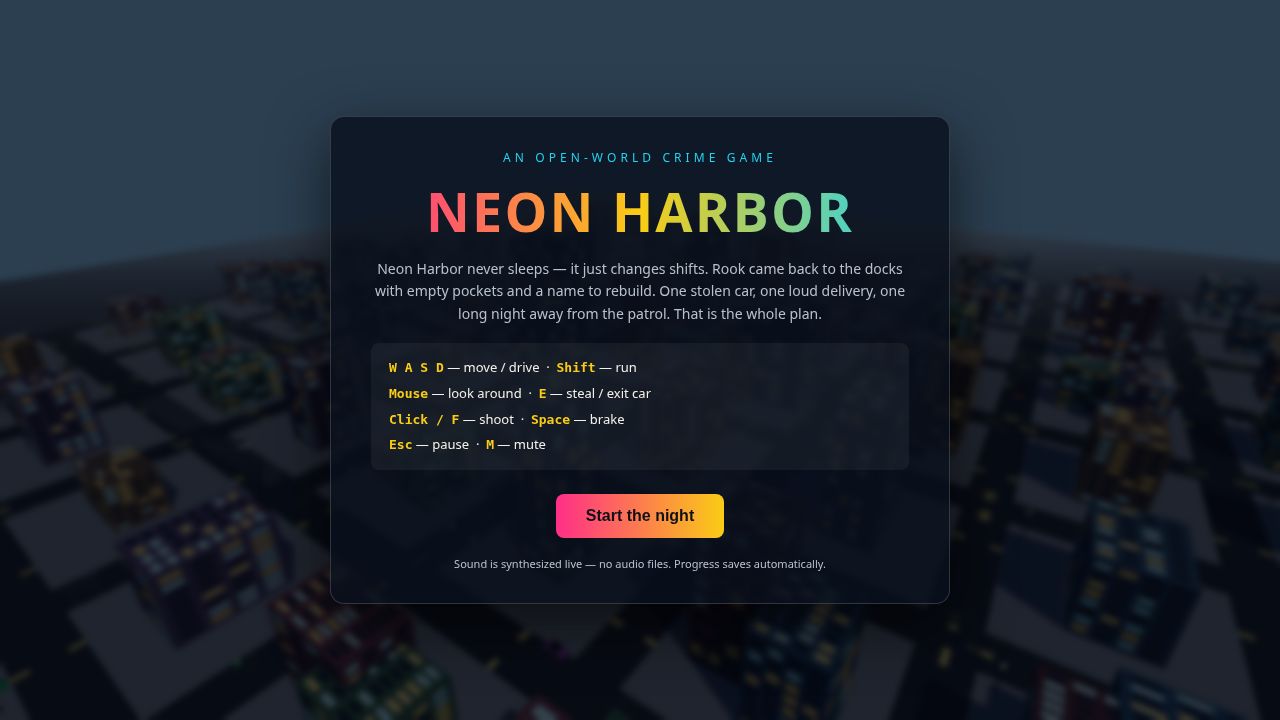 AN OPEN-WORLD CRIME GAME
NEON HARBOR
Neon Harbor never sleeps — it just changes shifts. Rook came back to the docks
with empty pockets and a name to rebuild. One stolen car, one loud delivery, one
long night away from the patrol. That is the whole plan.
W A S D — move / drive · Shift — run
Mouse — look around · E — steal / exit car
Click / F — shoot · Space — brake
Esc — pause · M — mute
Start the night
Sound is synthesized live — no audio files. Progress saves automatically.